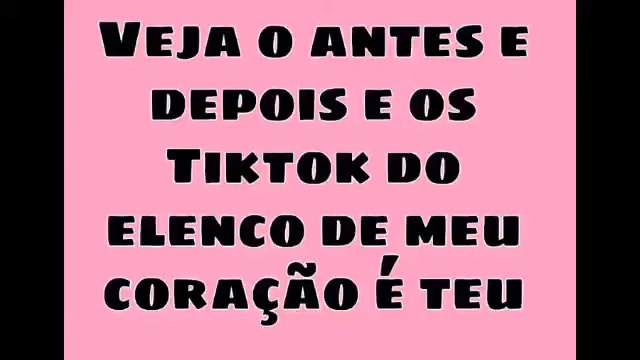 Veja o antes e
depois e os
Tiktok do
elenco de meu
coração é teu